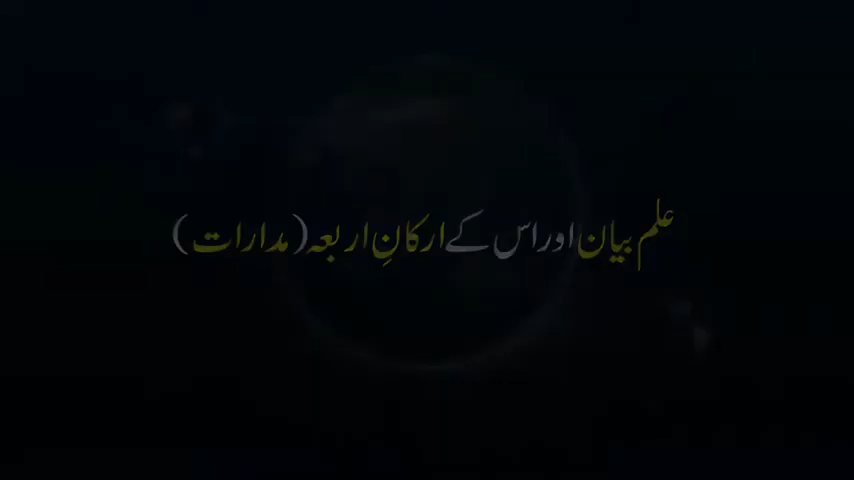 علم بیان اور اس کے ارکانِ اربعہ (مدارات)